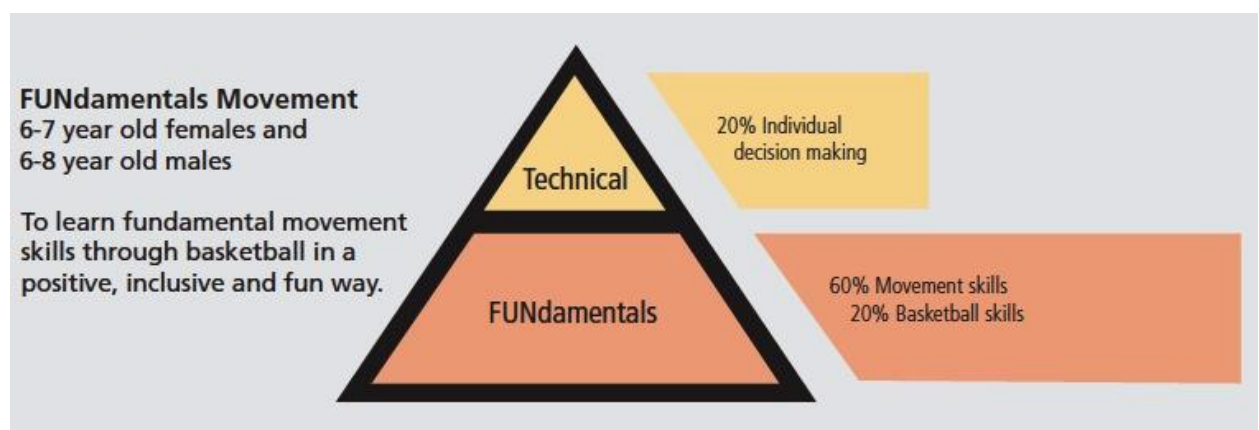 FUNdamentals Movement
6-7 year old females and
6-8 year old males
To learn fundamental movement
skills through basketball in a
positive, inclusive and fun way.
Technical
20% Individual
decision making
FUNdamentals
60% Movement skills
20% Basketball skills